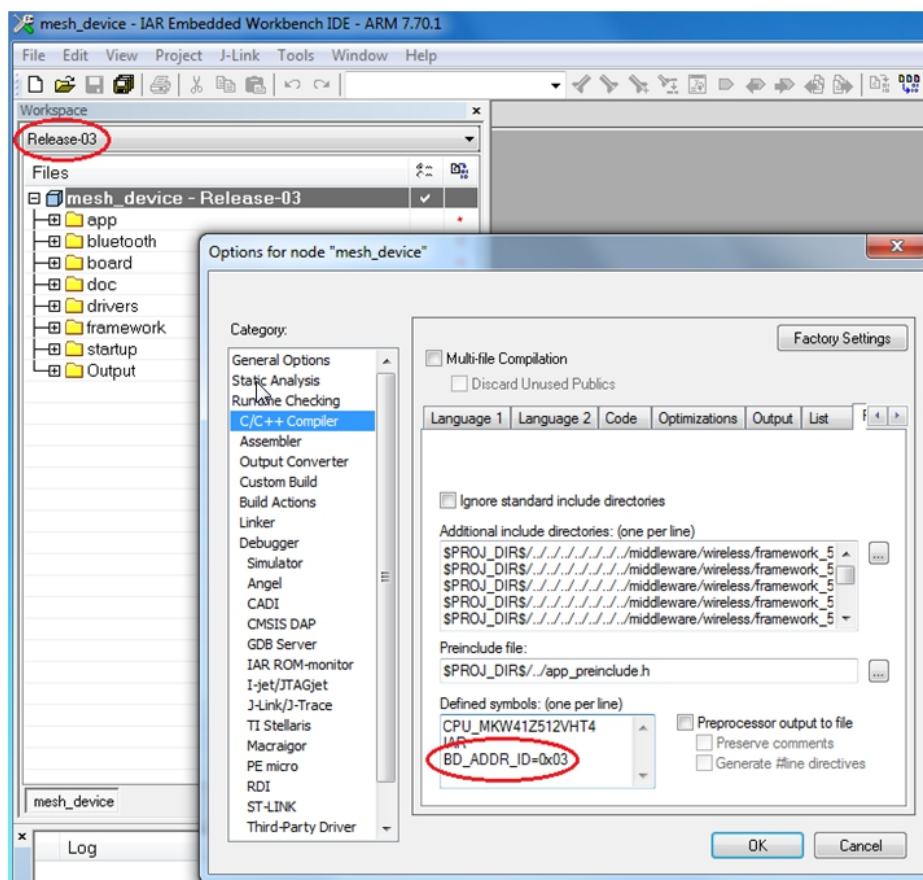 mesh_device - IAR Embedded Workbench IDE - ARM 7.70.1
File Edit View Project J-Link Tools Window Help
Workspace
Release-03
Files
mesh_device - Release-03
app
bluetooth
board
doc
drivers
framework
startup
Output
mesh_device
Log
Options for node "mesh_device"
Category:
General Options
Static Analysis
Runtime Checking
C/C++ Compiler
Assembler
Output Converter
Custom Build
Build Actions
Linker
Debugger
Simulator
Angel
CADI
CMSIS DAP
GDB Server
IAR ROM-monitor
I-jet/JTAGjet
J-Link/J-Trace
TI Stellaris
Macraigor
PE micro
RDI
ST-LINK
Third-Party Driver
Factory Settings
Multi-file Compilation
Discard Unused Publics
Language 1 Language 2 Code Optimizations Output List
Ignore standard include directories
Additional include directories: (one per line)
$PROJ_DIR$/../../../../../../../../middleware/wireless/framework_5
$PROJ_DIR$/../../../../../../../../middleware/wireless/framework_5
$PROJ_DIR$/../../../../../../../../middleware/wireless/framework_5
$PROJ_DIR$/../../../../../../../../middleware/wireless/framework_5
$PROJ_DIR$/../../../../../../../../middleware/wireless/framework_5
...
Preinclude file:
$PROJ_DIR$/../app_preinclude.h
...
Defined symbols: (one per line)
CPU_MKW41Z512VHT4
IAR
BD_ADDR_ID=0x03
Preprocessor output to file
Preserve comments
Generate #line directives
OK Cancel